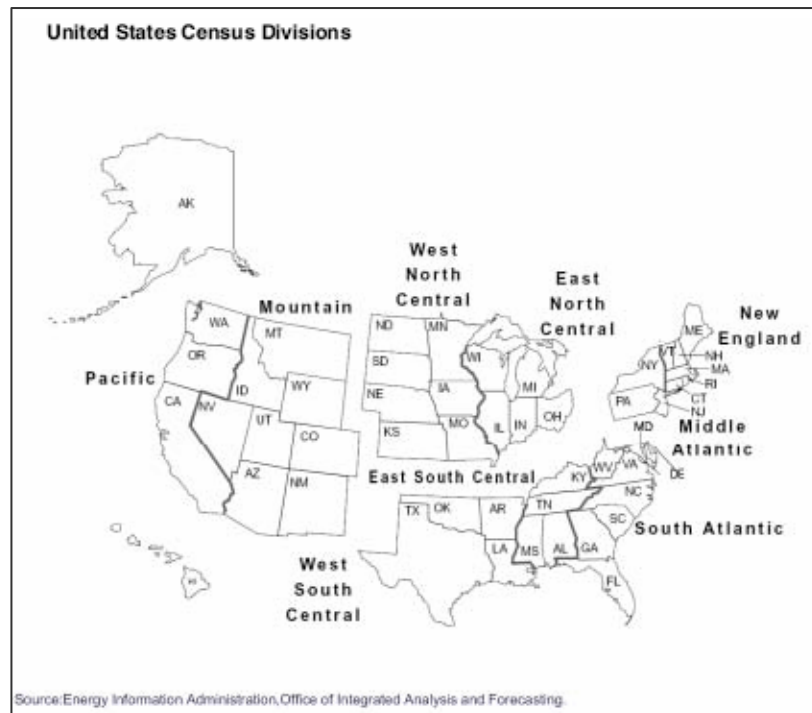 United States Census Divisions
AK
West
North
Central
East
North
Central
Mountain
New
England
Pacific
WA
MT
ND
MN
ME
OR
ID
WY
SD
WI
VT
NH
NY
MA
RI
CT
NJ
CA
NV
UT
CO
NE
IA
MI
PA
KS
MO
IL
IN
OH
MD
Middle
Atlantic
AZ
NM
East South Central
KY
WV
VA
DE
TX
OK
AR
TN
NC
SC
South Atlantic
LA
MS
AL
GA
FL
West
South
Central
Source:Energy Information Administration,Office of Integrated Analysis and Forecasting.